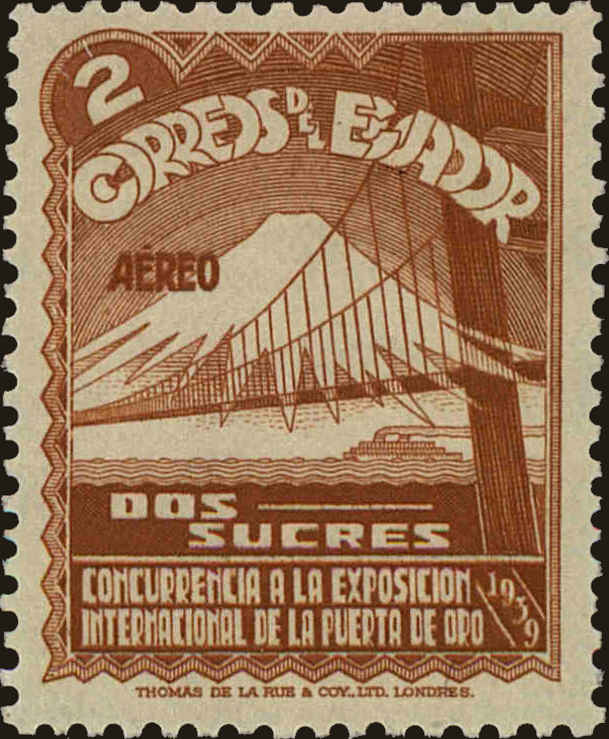 2
CORREOS DEL ECUADOR
AÉREO
DOS
SUCRES
CONCURRENCIA A LA EXPOSICION
INTERNACIONAL DE LA PUERTA DE ORO
1939
THOMAS DE LA RUE & COY., LTD. LONDRES.